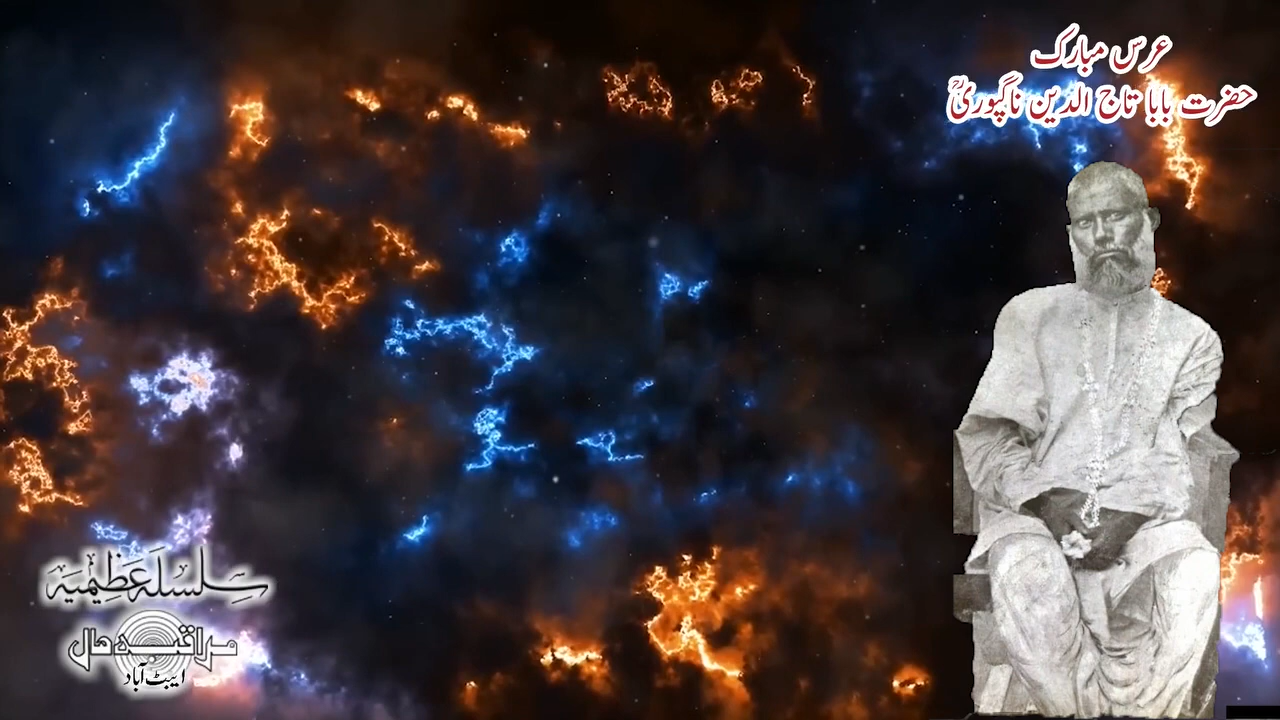 عرس مبارک
حضرت بابا تاج الدین ناگپوریؒ
سلسلہ عظیمیہ
مراقبہ ہال
ایبٹ آباد